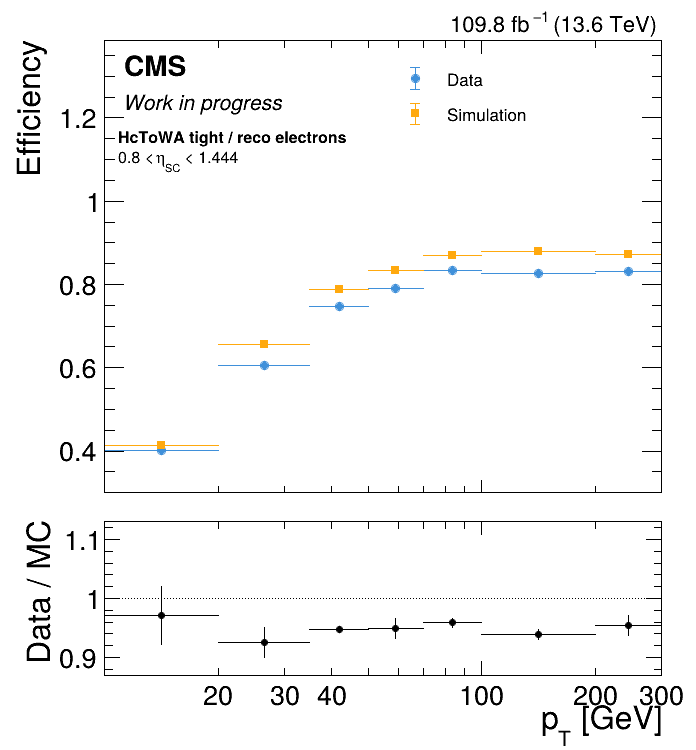 109.8 fb⁻¹ (13.6 TeV)
CMS
Work in progress
HcToWA tight / reco electrons
0.8 < η_SC < 1.444
Data
Simulation
Efficiency
1.2
1
0.8
0.6
0.4
Data / MC
1.1
1
0.9
20 30 40 100 200 300
p_T [GeV]